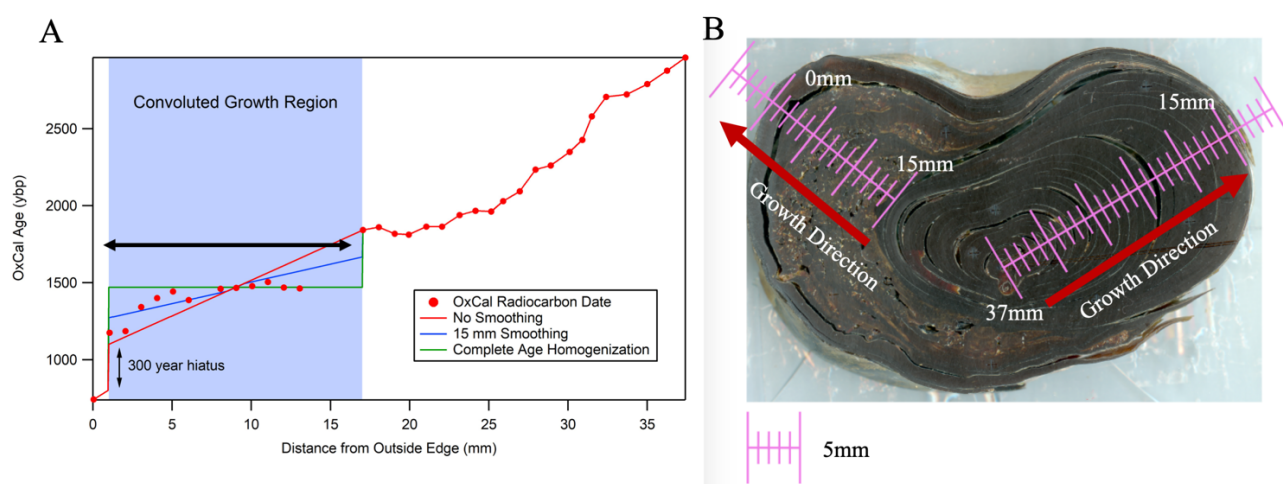 A
Convoluted Growth Region
OxCal Age (ybp)
2500
2000
1500
1000
300 year hiatus
OxCal Radiocarbon Date
No Smoothing
15 mm Smoothing
Complete Age Homogenization
0
5
10
15
20
25
30
35
Distance from Outside Edge (mm)
B
0mm
15mm
15mm
Growth Direction
Growth Direction
37mm
5mm